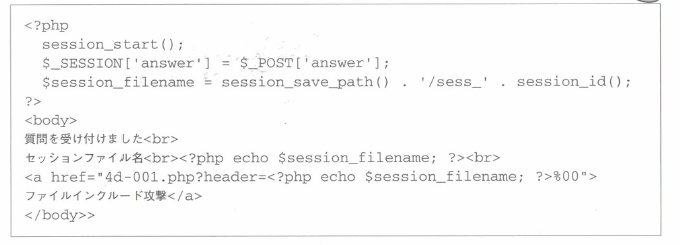 <?php
session_start();
$_SESSION['answer'] = $_POST['answer'];
$session_filename = session_save_path() . '/sess_' . session_id();
?>
<body>
質問を受け付けました<br>
セッションファイル名<br><?php echo $session_filename; ?><br>
<a href="4d-001.php?header=<?php echo $session_filename; ?>%00">
ファイルインクルード攻撃</a>
</body>>